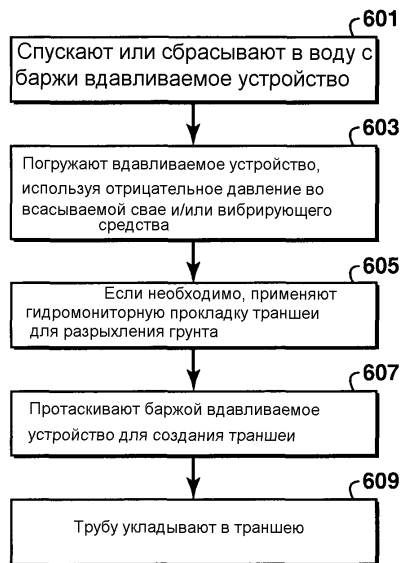 601
Спускают или сбрасывают в воду с
баржи вдавливаемое устройство
603
Погружают вдавливаемое устройство,
используя отрицательное давление во
всасываемой свае и/или вибрирующего
средства
605
Если необходимо, применяют
гидромониторную прокладку траншеи
для разрыхления грунта
607
Протаскивают баржой вдавливаемое
устройство для создания траншеи
609
Трубу укладывают в траншею